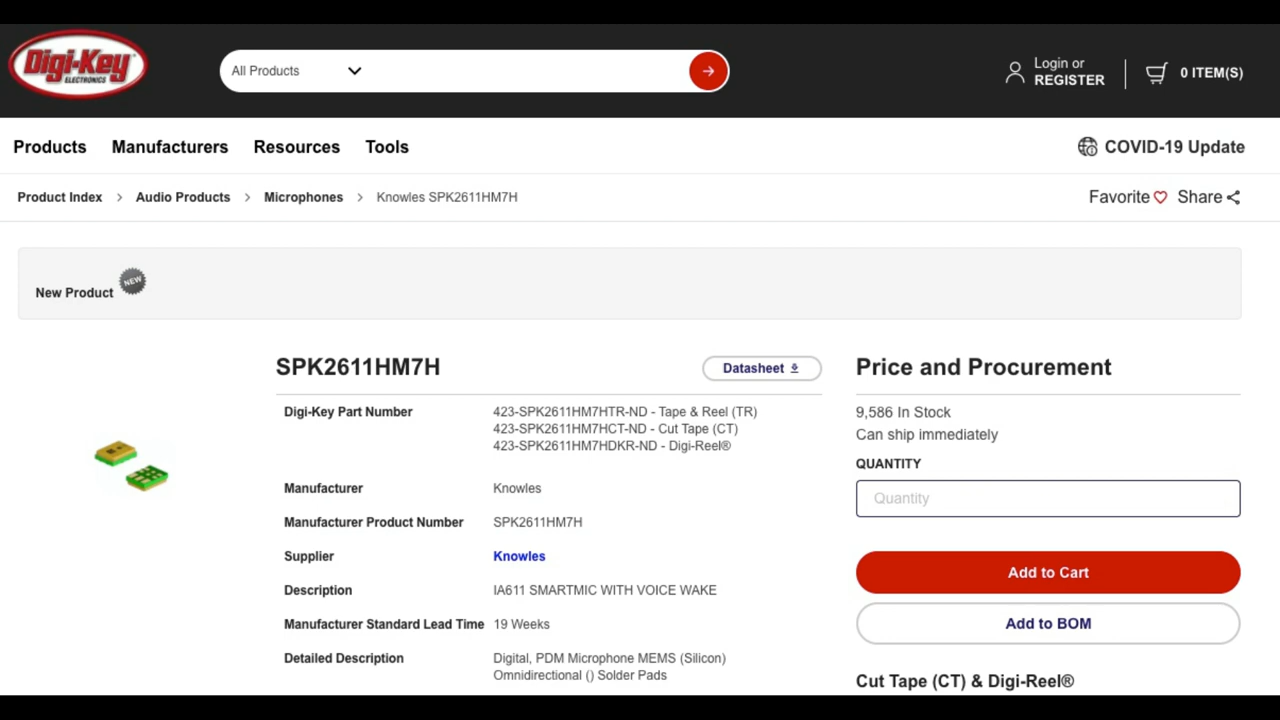 Digi-Key
ELECTRONICS
All Products
Login or
REGISTER
0 ITEM(S)
Products Manufacturers Resources Tools
COVID-19 Update
Product Index > Audio Products > Microphones > Knowles SPK2611HM7H
Favorite Share
New Product NEW
SPK2611HM7H
Datasheet
Digi-Key Part Number
423-SPK2611HM7HTR-ND - Tape & Reel (TR)
423-SPK2611HM7HCT-ND - Cut Tape (CT)
423-SPK2611HM7HDKR-ND - Digi-Reel®
Manufacturer Knowles
Manufacturer Product Number SPK2611HM7H
Supplier Knowles
Description IA611 SMARTMIC WITH VOICE WAKE
Manufacturer Standard Lead Time 19 Weeks
Detailed Description Digital, PDM Microphone MEMS (Silicon)
Omnidirectional () Solder Pads
Price and Procurement
9,586 In Stock
Can ship immediately
QUANTITY
Quantity
Add to Cart
Add to BOM
Cut Tape (CT) & Digi-Reel®